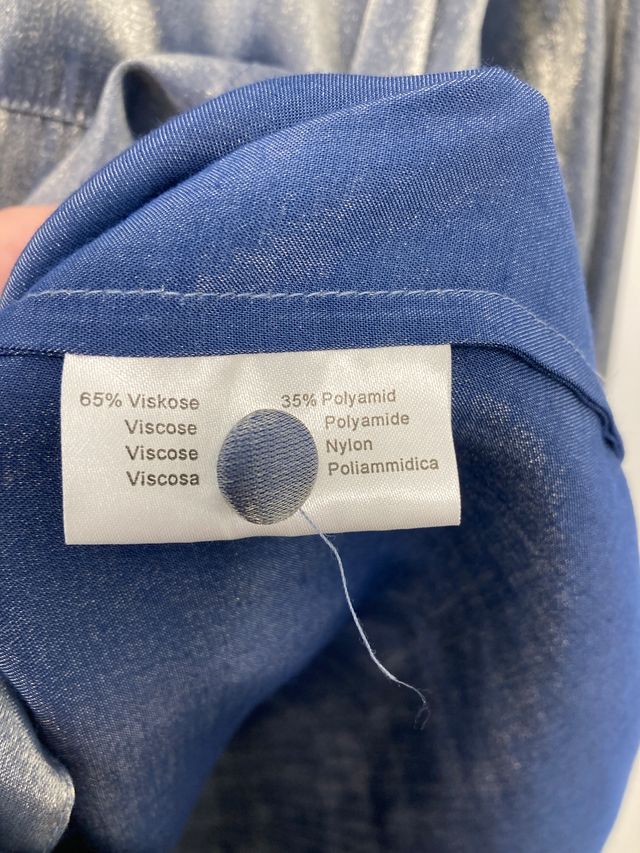 65% Viskose 35% Polyamid
Viscose Polyamide
Viscose Nylon
Viscosa Poliammidica